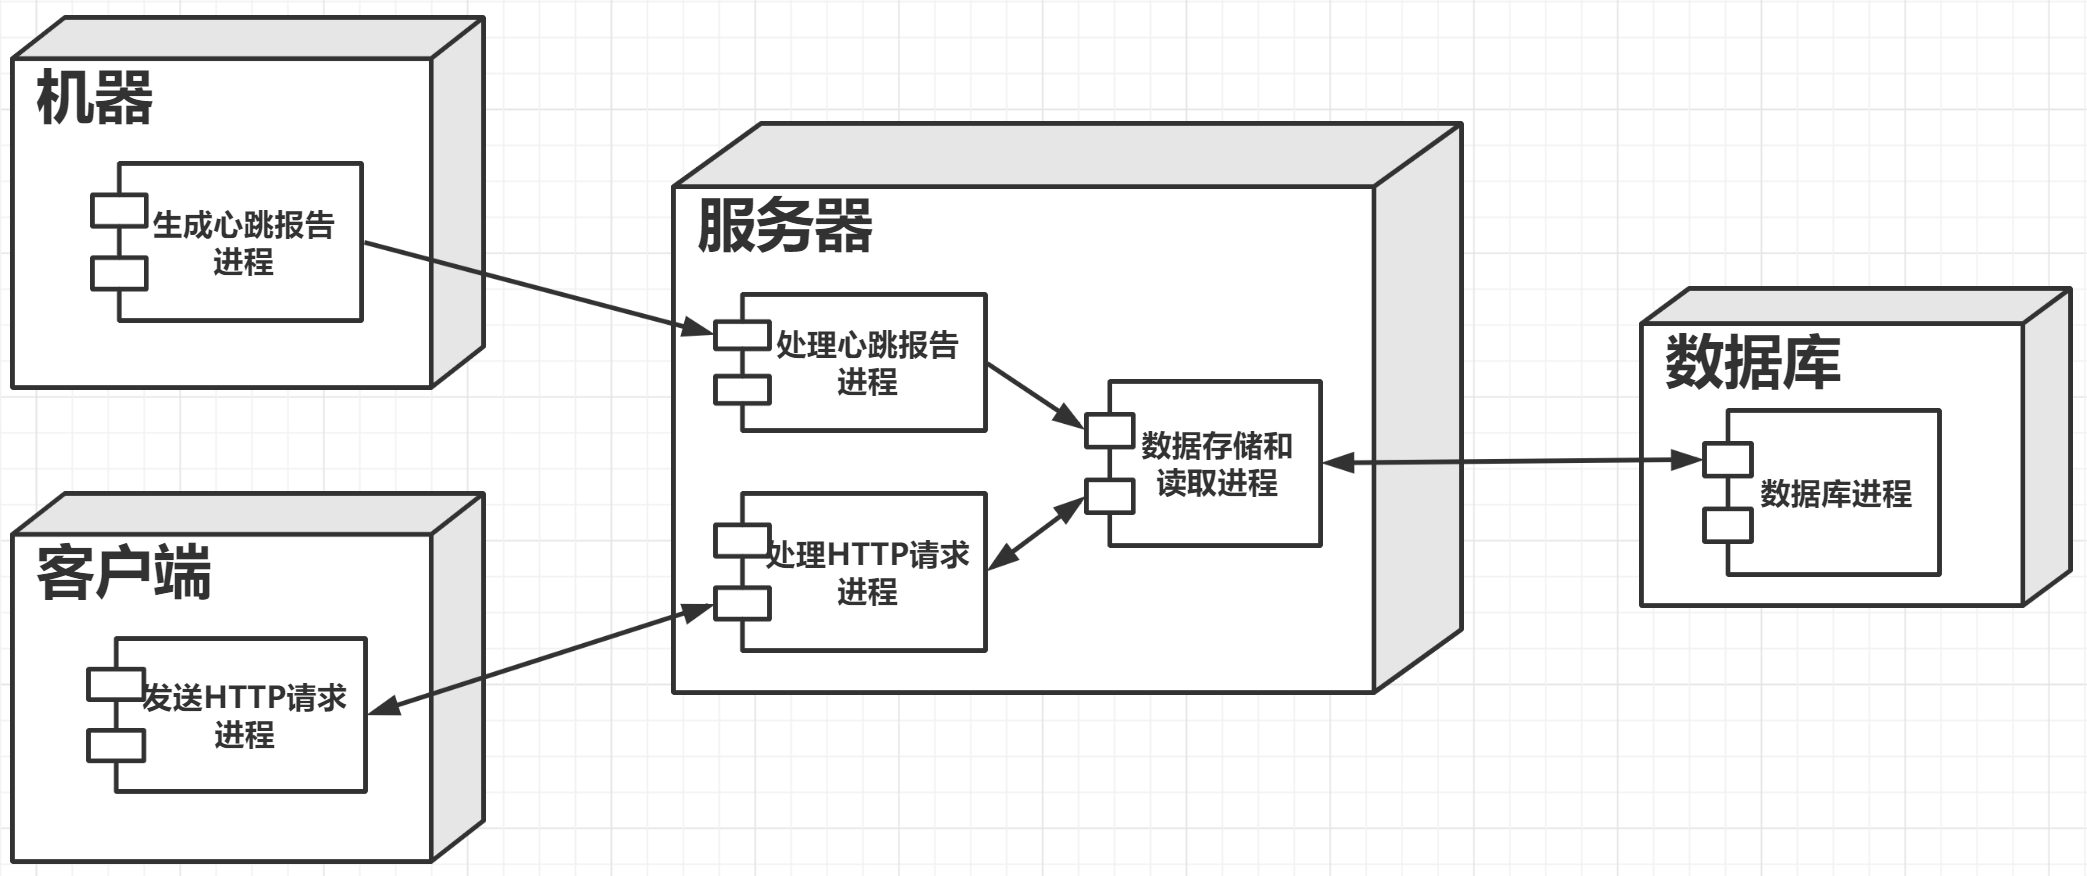 机器
生成心跳报告
进程
服务器
处理心跳报告
进程
数据存储和
读取进程
处理HTTP请求
进程
数据库
数据库进程
客户端
发送HTTP请求
进程